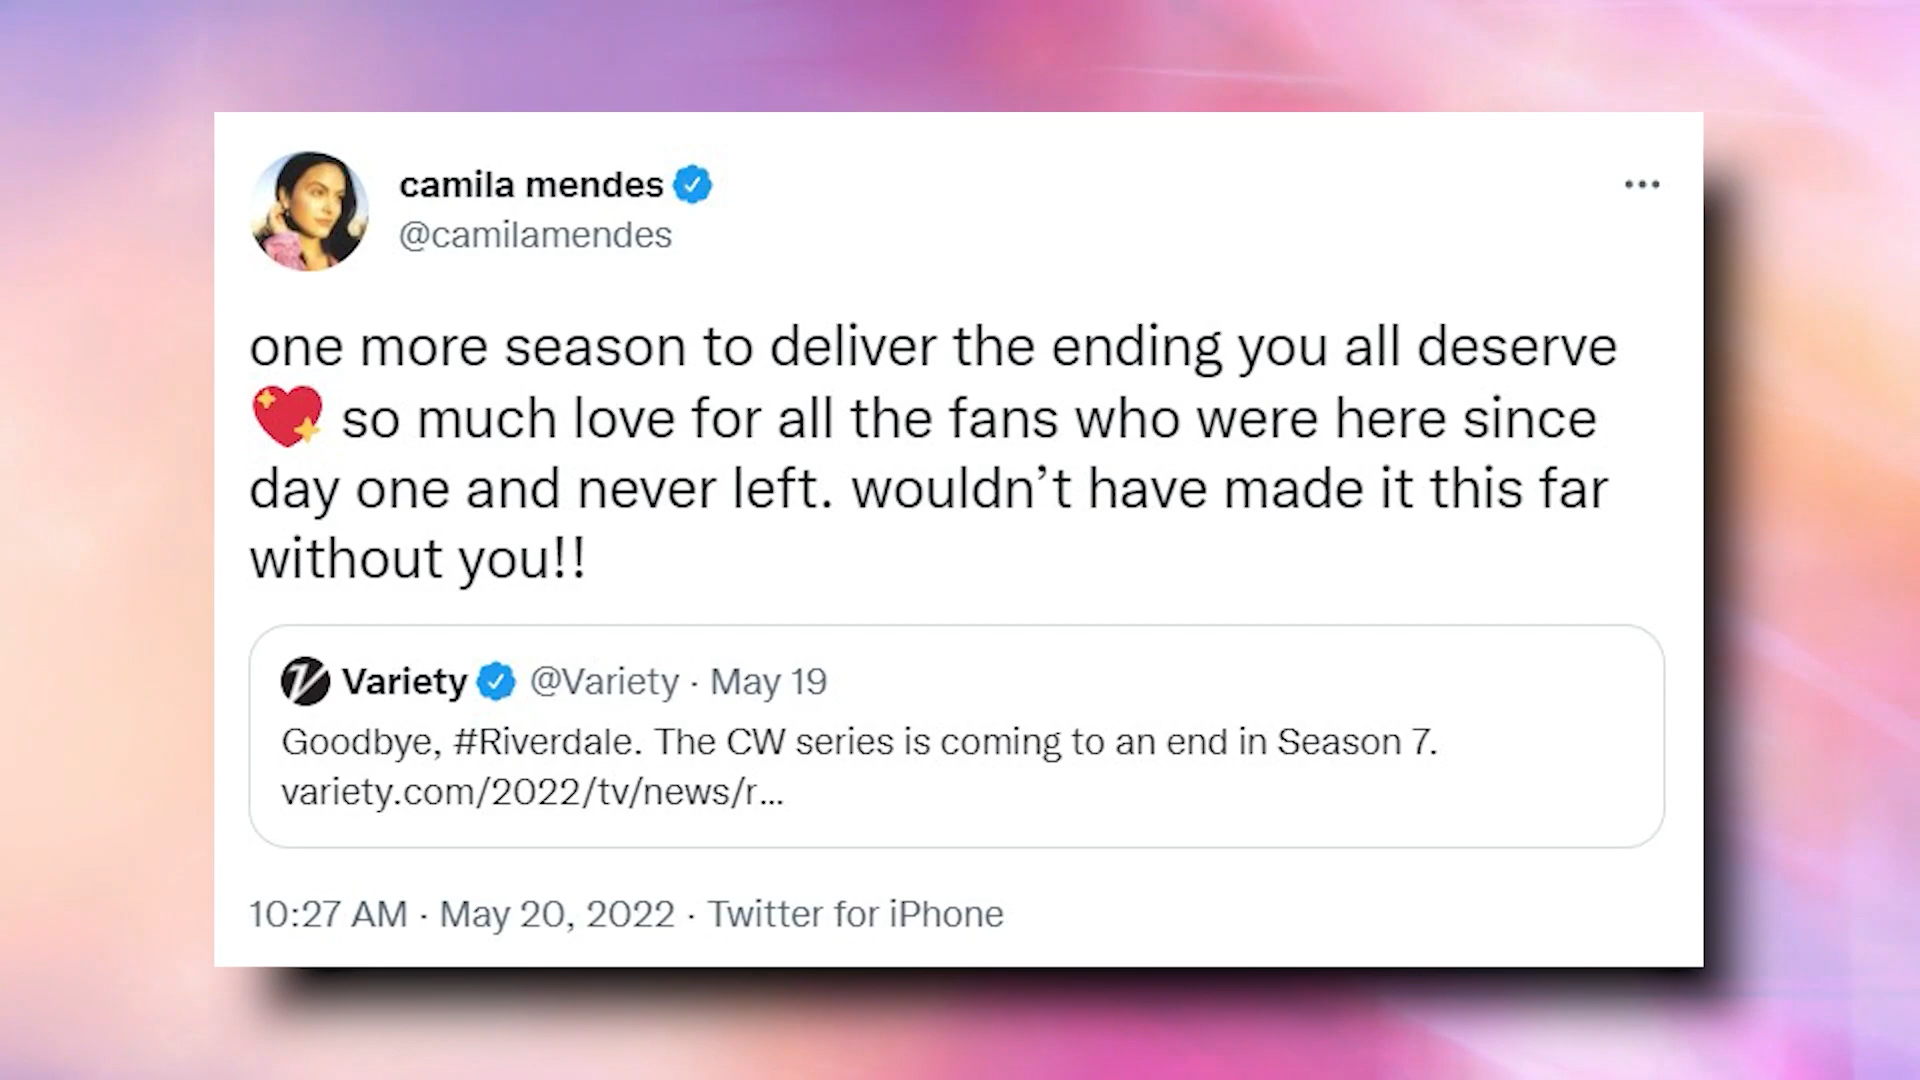 camila mendes
@camilamendes
one more season to deliver the ending you all deserve
💖 so much love for all the fans who were here since
day one and never left. wouldn’t have made it this far
without you!!
Variety @Variety · May 19
Goodbye, #Riverdale. The CW series is coming to an end in Season 7.
variety.com/2022/tv/news/r...
10:27 AM · May 20, 2022 · Twitter for iPhone